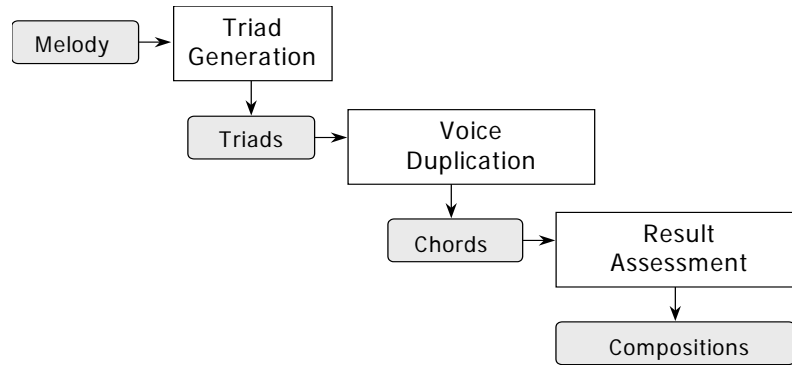 Melody
Triad
Generation
Triads
Voice
Duplication
Chords
Result
Assessment
Compositions